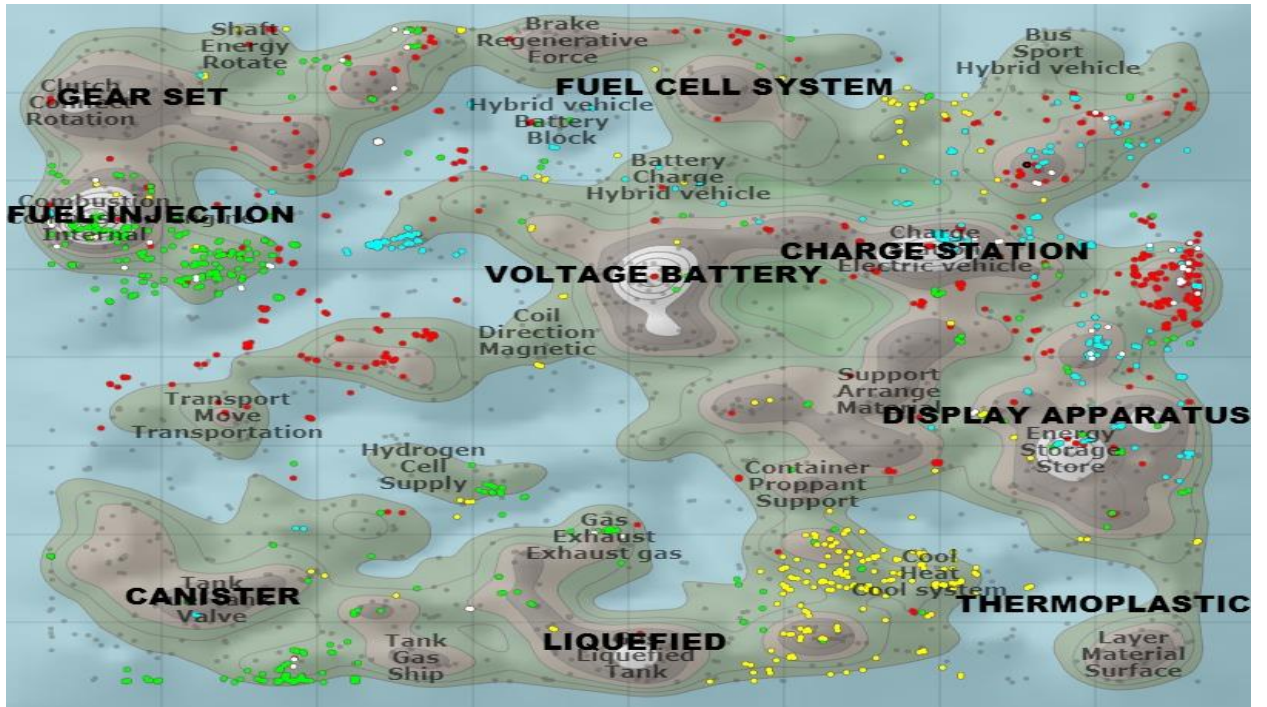 Shaft
Energy
Rotate
Brake
Regenerative
Force
Bus
Sport
Hybrid vehicle
Clutch
Rotation
GEAR SET
FUEL CELL SYSTEM
Hybrid vehicle
Battery
Block
Battery
Charge
Hybrid vehicle
Combustion
Internal
FUEL INJECTION
Charge
Electric vehicle
CHARGE STATION
VOLTAGE BATTERY
Coil
Direction
Magnetic
Support
Arrange
Material
Transport
Move
Transportation
DISPLAY APPARATUS
Energy
Storage
Store
Hydrogen
Cell
Supply
Container
Proppant
Support
Gas
Exhaust
Exhaust gas
Cool
Heat
Cool system
Tank
Valve
CANISTER
THERMOPLASTIC
Tank
Gas
Ship
LIQUEFIED
Liquefied
Tank
Layer
Material
Surface